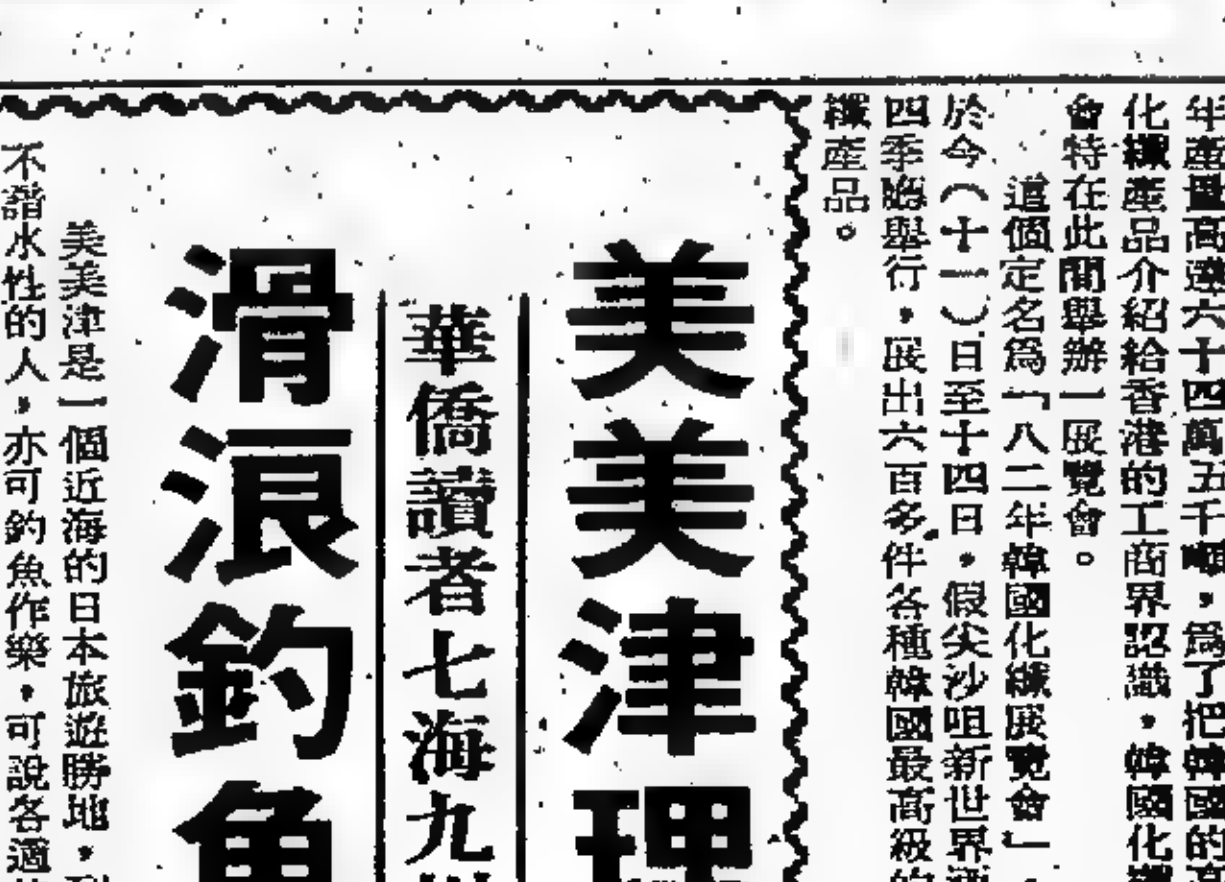 年產量高達六十四萬五千噸，爲了把韓國的
化纖產品介紹給香港的工商界認識，韓國化纖
會特在此間舉辦一展覽會。
這個定名爲「八二年韓國化纖展覽會」，
於今（十一）日至十四日，假尖沙咀新世界
四季廳舉行，展出六百多件各種韓國最高級的
纖產品。
美美津理
華僑讀者七海九
滑浪釣魚
美美津是一個近海的日本旅遊勝地，
不諳水性的人，亦可釣魚作樂，可說各適